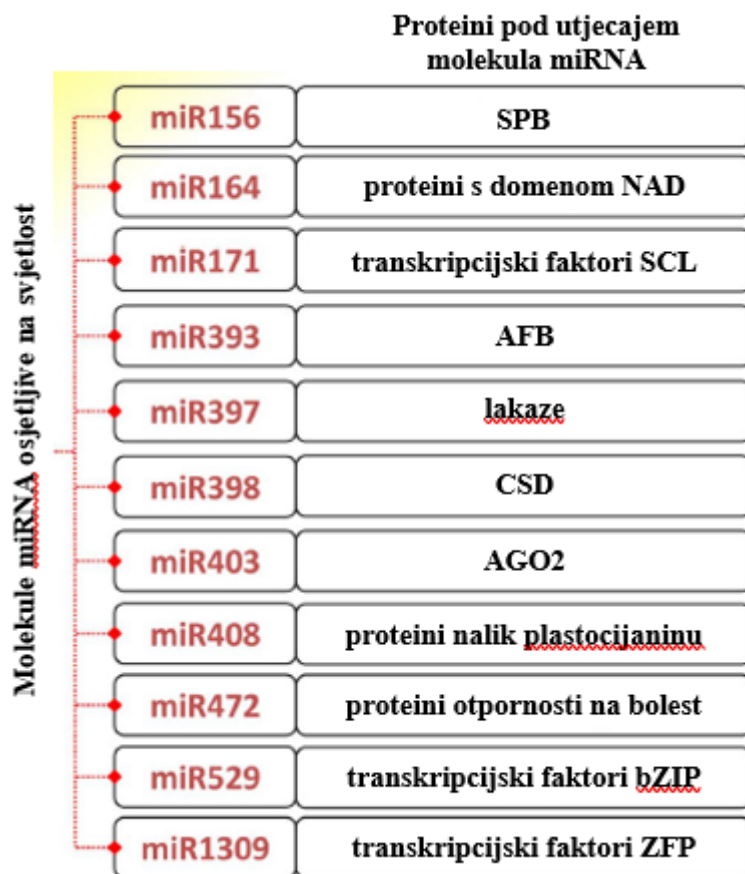 Proteini pod utjecajem
molekula miRNA
Molekule miRNA osjetljive na svjetlost
miR156 SPB
miR164 proteini s domenom NAD
miR171 transkripcijski faktori SCL
miR393 AFB
miR397 lakaze
miR398 CSD
miR403 AGO2
miR408 proteini nalik plastocijaninu
miR472 proteini otpornosti na bolest
miR529 transkripcijski faktori bZIP
miR1309 transkripcijski faktori ZFP